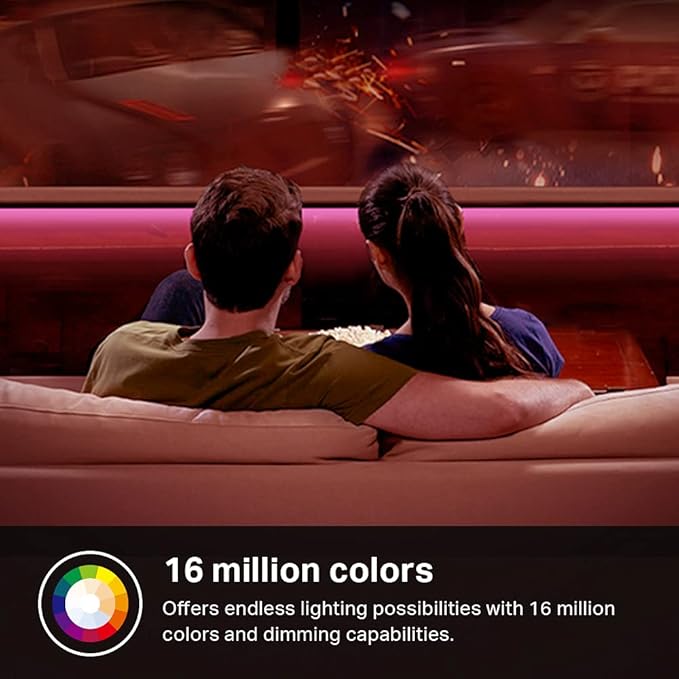 16 million colors
Offers endless lighting possibilities with 16 million
colors and dimming capabilities.